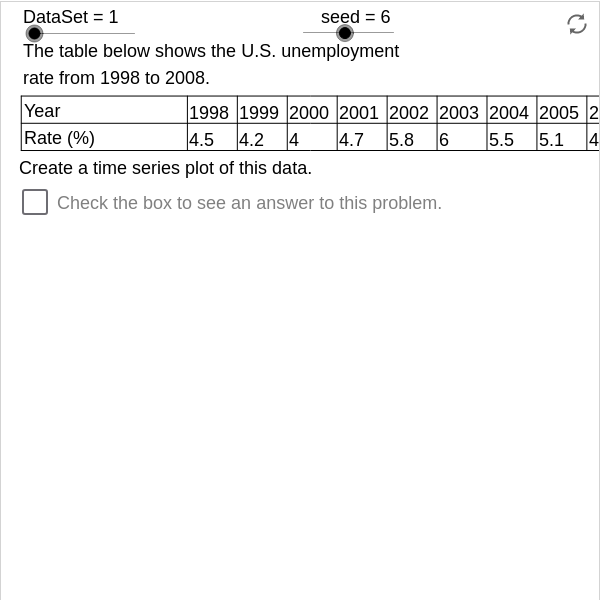 DataSet = 1 seed = 6
The table below shows the U.S. unemployment
rate from 1998 to 2008.
Year 1998 1999 2000 2001 2002 2003 2004 2005 2
Rate (%) 4.5 4.2 4 4.7 5.8 6 5.5 5.1 4
Create a time series plot of this data.
Check the box to see an answer to this problem.